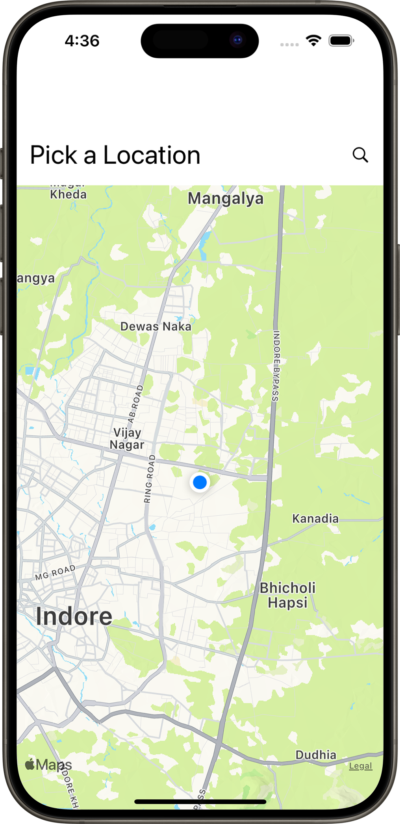 4:36
Pick a Location
Kheda
Mangalya
angya
Dewas Naka
INDORE BYPASS
AB ROAD
Vijay
Nagar
RING ROAD
Kanadia
MG ROAD
Bhicholi
Hapsi
Indore
Dudhia
Maps
Legal